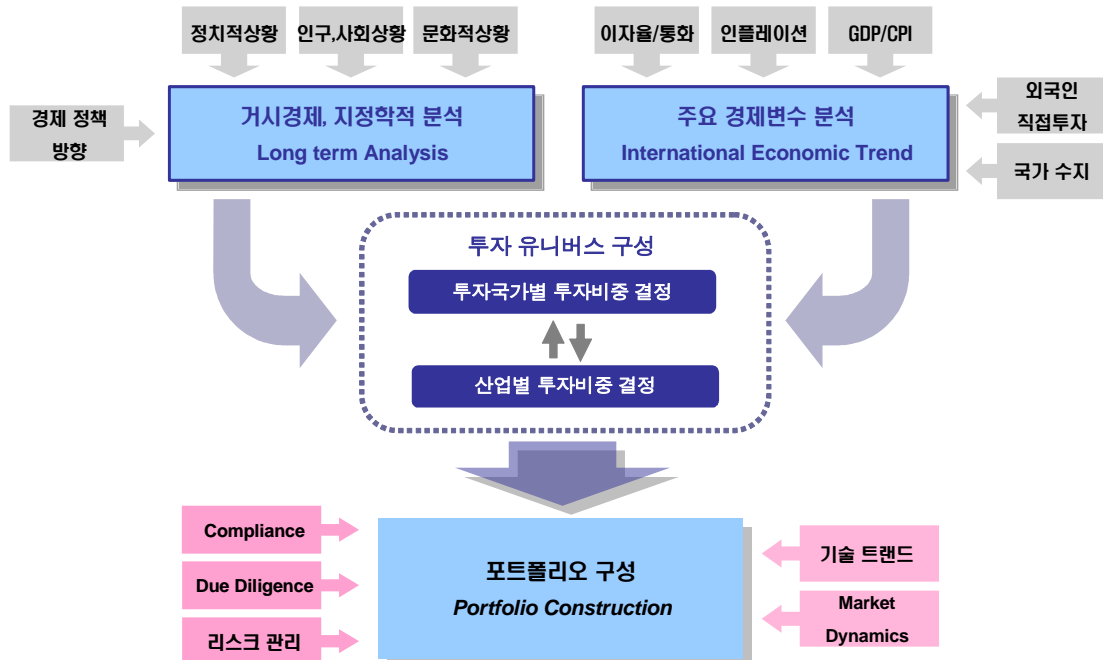 정치적상황
인구,사회상황
문화적상황
이자율/통화
인플레이션
GDP/CPI
경제 정책
방향
거시경제, 지정학적 분석
Long term Analysis
주요 경제변수 분석
International Economic Trend
외국인
직접투자
국가 수지
투자 유니버스 구성
투자국가별 투자비중 결정
산업별 투자비중 결정
Compliance
Due Diligence
리스크 관리
포트폴리오 구성
Portfolio Construction
기술 트랜드
Market
Dynamics